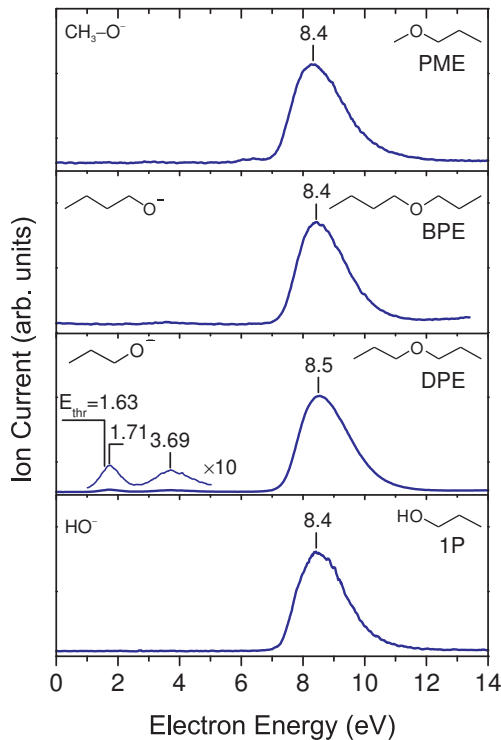 CH₃–O⁻
8.4
O
PME
8.4
O⁻
O
BPE
O⁻
8.5
O
DPE
E_thr=1.63
1.71
3.69
×10
HO⁻
8.4
HO
1P
0 2 4 6 8 10 12 14
Electron Energy (eV)
Ion Current (arb. units)